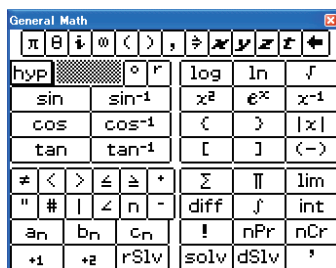 General Math
π θ i ∞ ( ) , ⇒ x y z t ←
hyp ° r log ln √
sin sin⁻¹ x² eˣ x⁻¹
cos cos⁻¹ { } |x|
tan tan⁻¹ [ ] (−)
≠ < > ≤ ≥ Σ Π lim
" # | ∠ n - diff ∫ int
aₙ bₙ cₙ ! nPr nCr
+1 +2 rSlv solv dSlv '